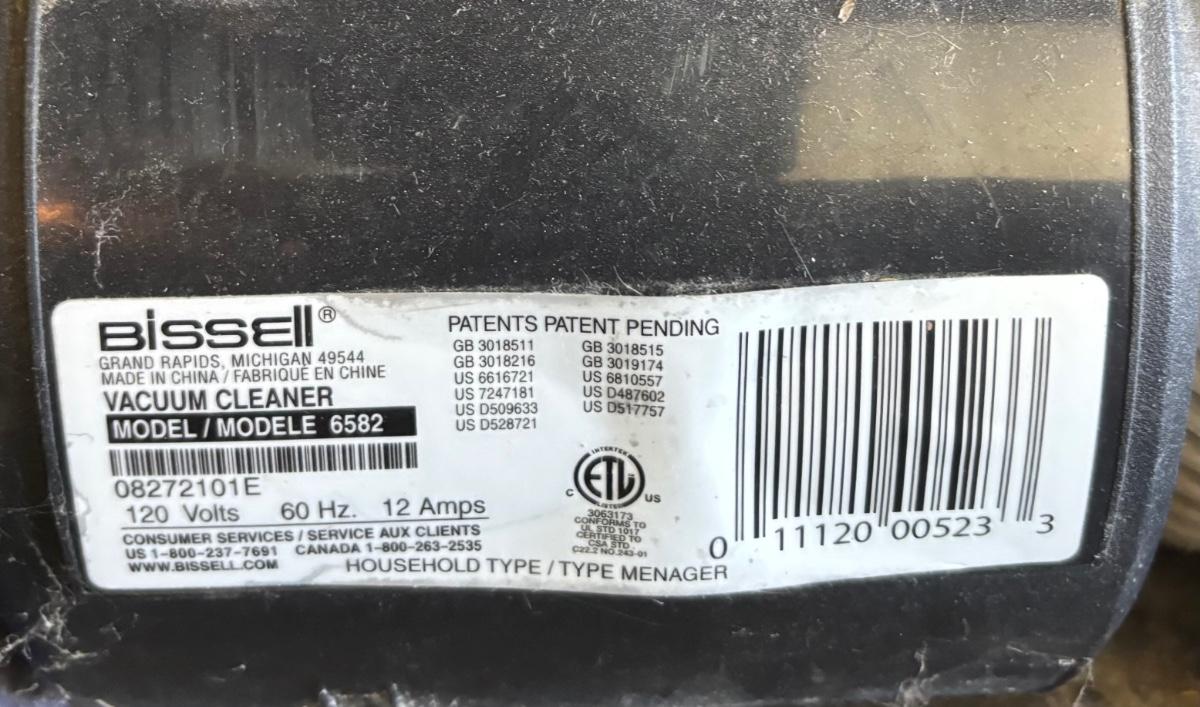 BISSELL®
GRAND RAPIDS, MICHIGAN 49544
MADE IN CHINA / FABRIQUÉ EN CHINE
VACUUM CLEANER
MODEL / MODELE 6582
08272101E
120 Volts 60 Hz. 12 Amps
CONSUMER SERVICES / SERVICE AUX CLIENTS
US 1-800-237-7691 CANADA 1-800-263-2535
WWW.BISSELL.COM
HOUSEHOLD TYPE / TYPE MENAGER
PATENTS PATENT PENDING
GB 3018511 GB 3018515
GB 3018216 GB 3019174
US 6616721 US 6810557
US 7247181 US D487602
US D509633 US D517757
US D528721
INTERTEK
C ETL US
3063173
CONFORMS TO
UL STD 1017
CERTIFIED TO
CSA STD
C22.2 NO.243-01
0 11120 00523 3